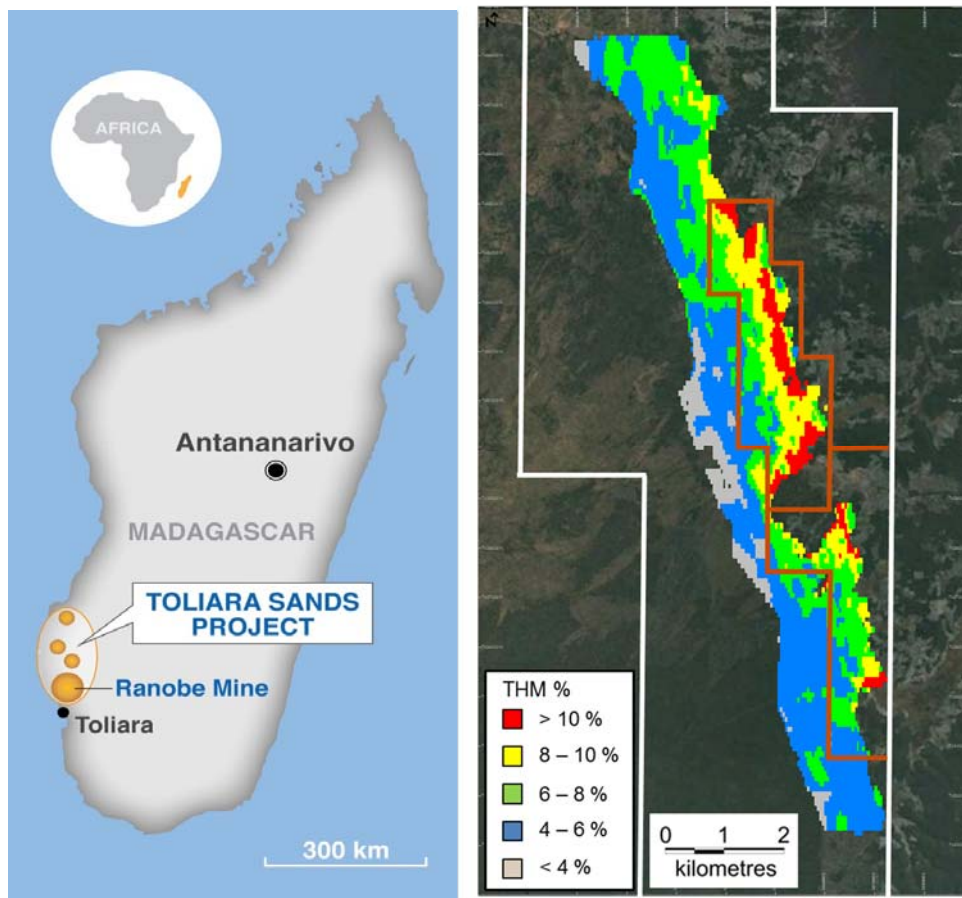 AFRICA
Antananarivo
MADAGASCAR
TOLIARA SANDS
PROJECT
Ranobe Mine
Toliara
300 km
N
THM %
> 10 %
8 – 10 %
6 – 8 %
4 – 6 %
< 4 %
0 1 2
kilometres